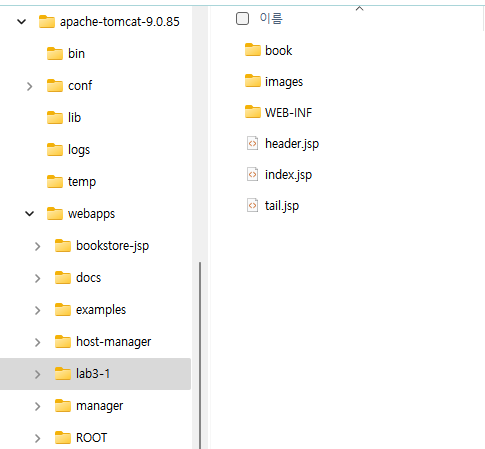 apache-tomcat-9.0.85
bin
conf
lib
logs
temp
webapps
bookstore-jsp
docs
examples
host-manager
lab3-1
manager
ROOT
이름
book
images
WEB-INF
header.jsp
index.jsp
tail.jsp